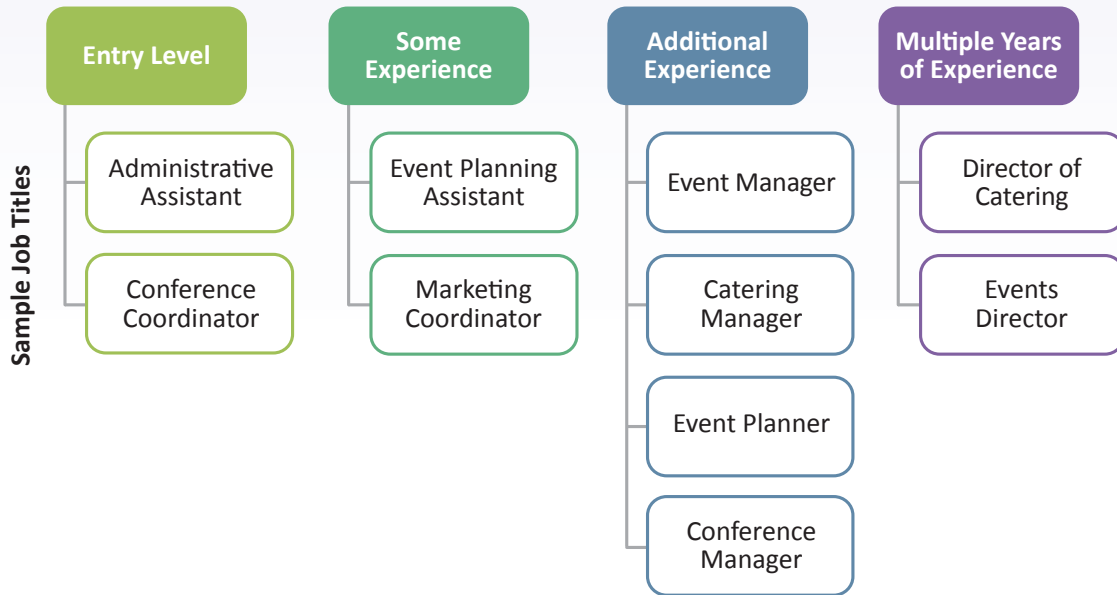 Entry Level
Some
Experience
Additional
Experience
Multiple Years
of Experience
Sample Job Titles
Administrative
Assistant
Conference
Coordinator
Event Planning
Assistant
Marketing
Coordinator
Event Manager
Catering
Manager
Event Planner
Conference
Manager
Director of
Catering
Events
Director